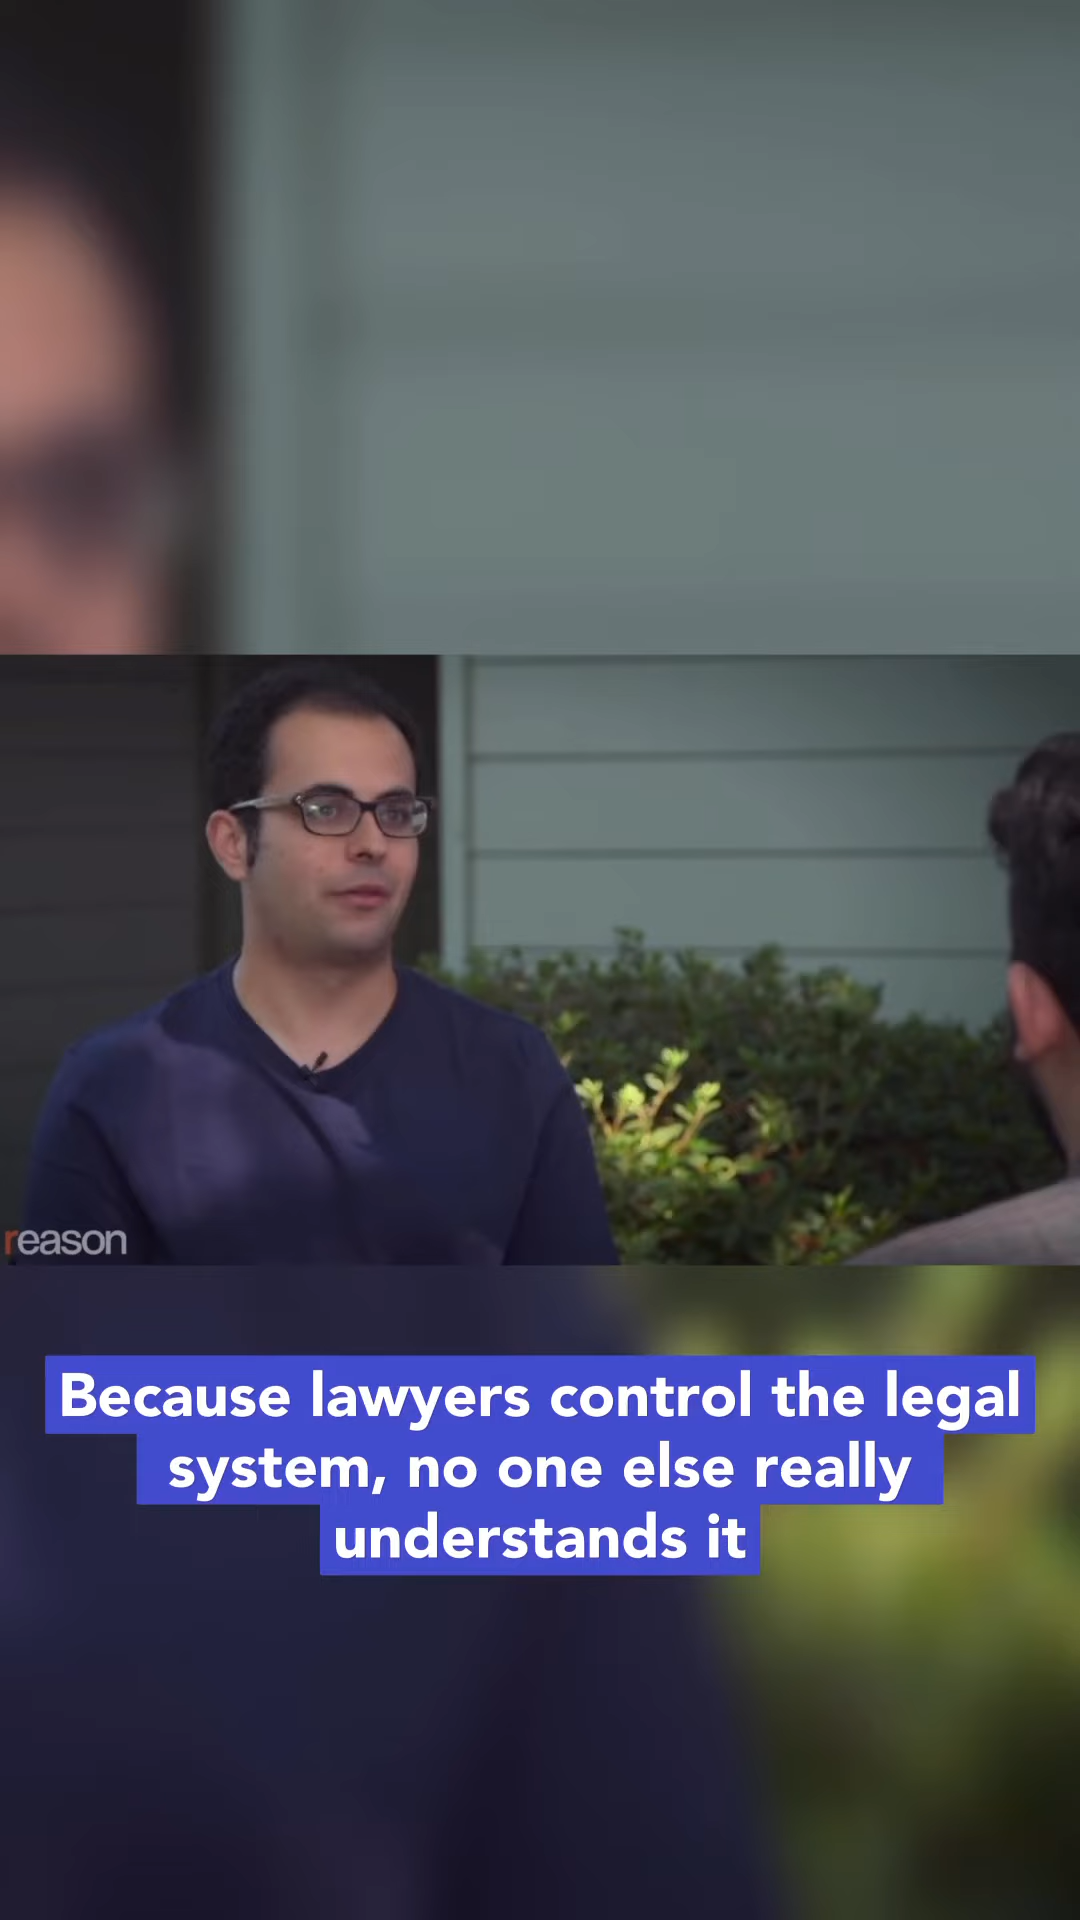 reason
Because lawyers control the legal
system, no one else really
understands it